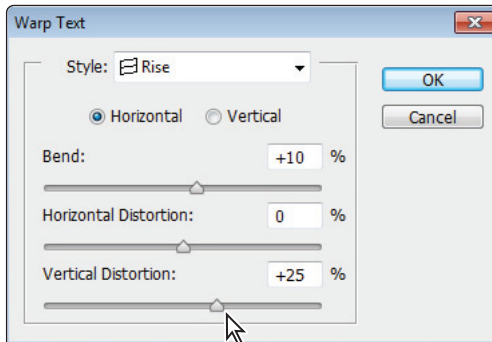 Warp Text
Style: Rise
OK
Horizontal Vertical
Cancel
Bend: +10 %
Horizontal Distortion: 0 %
Vertical Distortion: +25 %